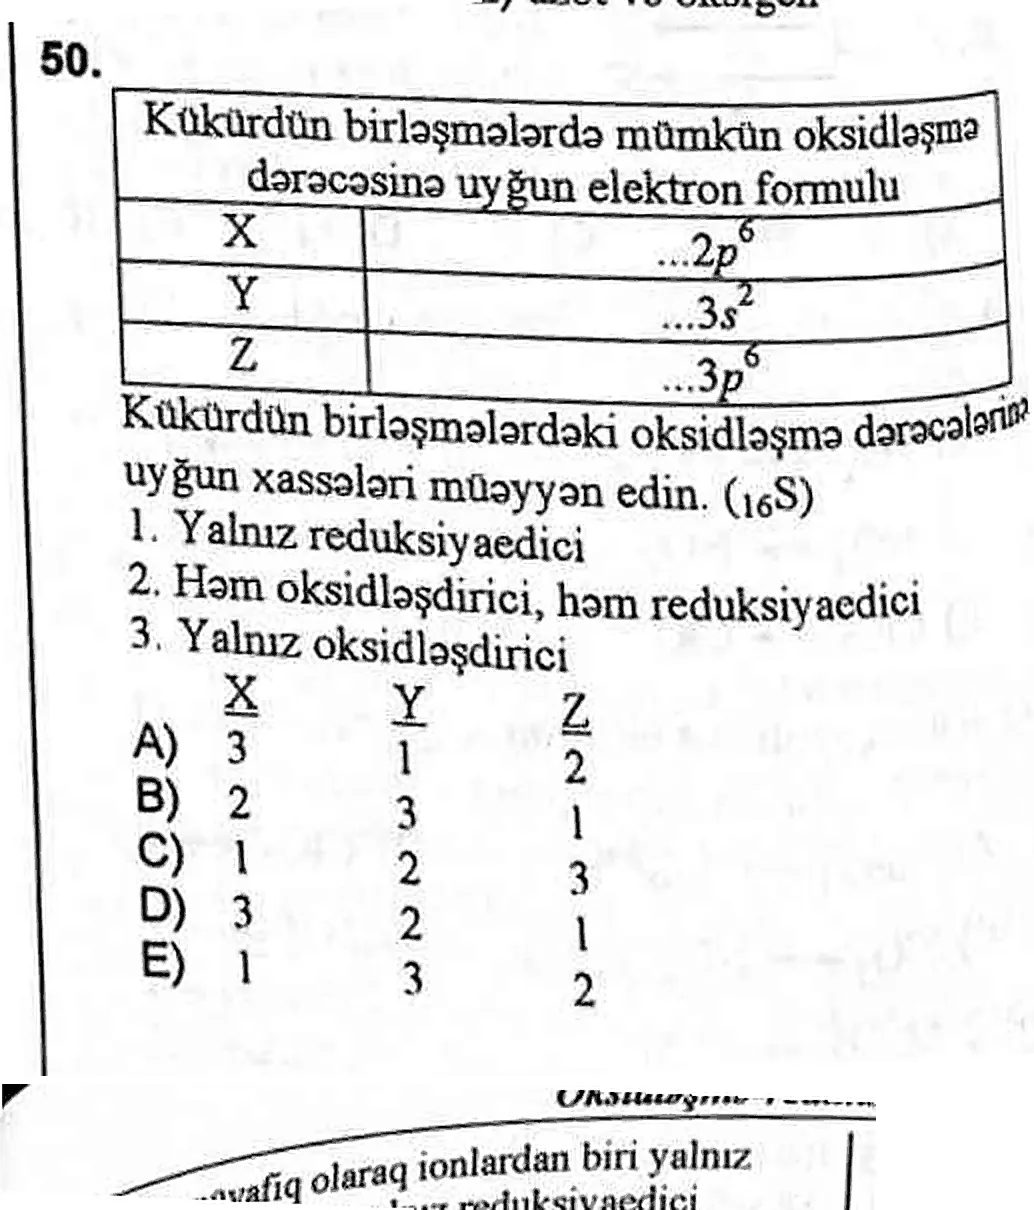 50.
Kükürdün birləşmələrdə mümkün oksidləşmə
dərəcəsinə uyğun elektron formulu
X ...2p⁶
Y ...3s²
Z ...3p⁶
Kükürdün birləşmələrdəki oksidləşmə dərəcələrinə
uyğun xassələri müəyyən edin. (₁₆S)
1. Yalnız reduksiyaedici
2. Həm oksidləşdirici, həm reduksiyaedici
3. Yalnız oksidləşdirici
X Y Z
A) 3 1 2
B) 2 3 1
C) 1 2 3
D) 3 2 1
E) 1 3 2
olaraq ionlardan biri yalnız
reduksiyaedici